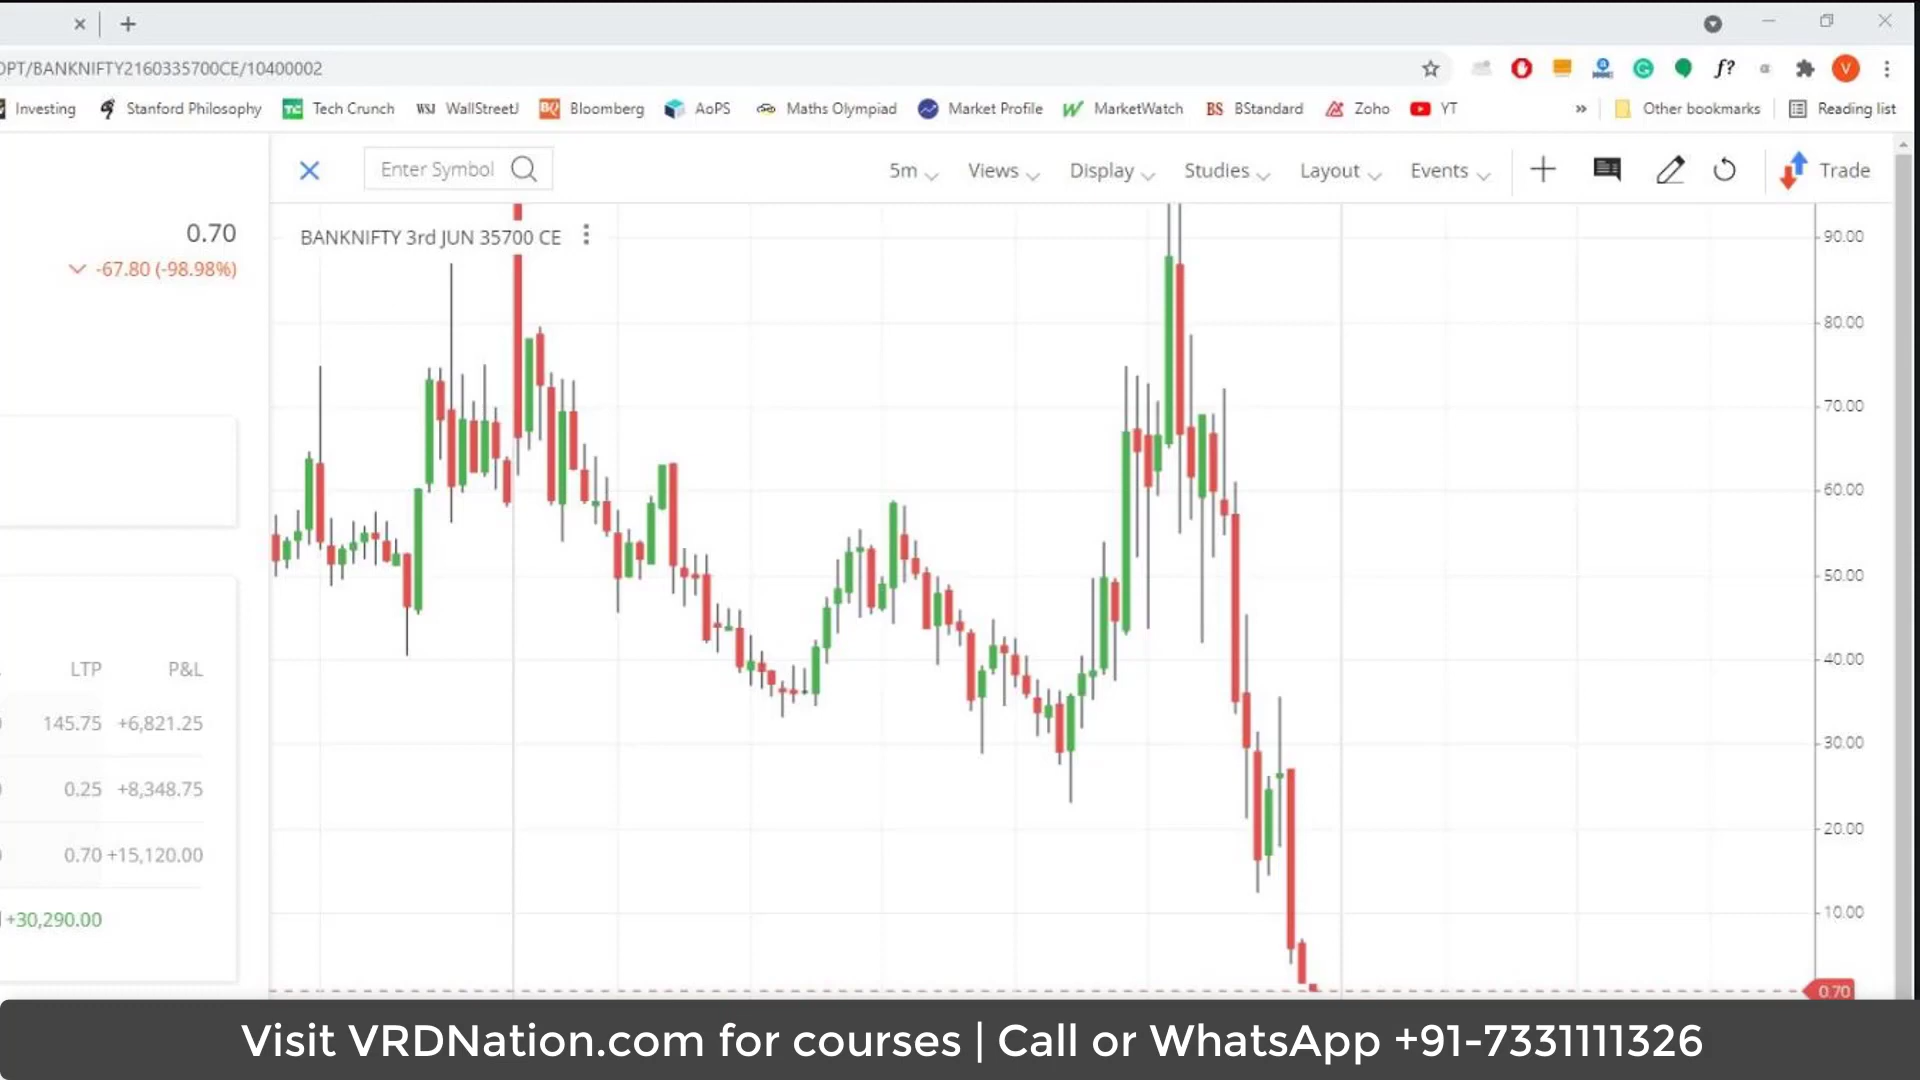 OPT/BANKNIFTY2160335700CE/10400002
f?
V
Investing
Stanford Philosophy
TC
Tech Crunch
WSJ
WallStreetJ
BQ
Bloomberg
AoPS
Maths Olympiad
Market Profile
MarketWatch
BS
BStandard
Zoho
YT
»
Other bookmarks
Reading list
Enter Symbol
5m
Views
Display
Studies
Layout
Events
Trade
0.70
-67.80 (-98.98%)
BANKNIFTY 3rd JUN 35700 CE
90.00
80.00
70.00
60.00
50.00
40.00
30.00
20.00
10.00
0.70
LTP P&L
145.75 +6,821.25
0.25 +8,348.75
0.70 +15,120.00
+30,290.00
Visit VRDNation.com for courses | Call or WhatsApp +91-7331111326